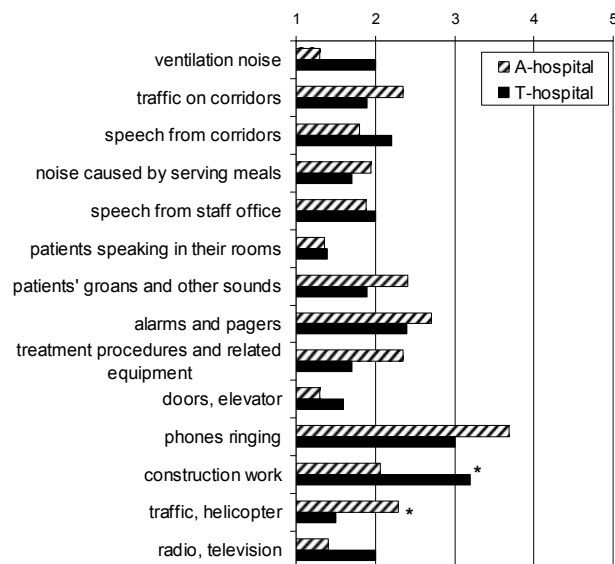 1 2 3 4 5
A-hospital
T-hospital
ventilation noise
traffic on corridors
speech from corridors
noise caused by serving meals
speech from staff office
patients speaking in their rooms
patients' groans and other sounds
alarms and pagers
treatment procedures and related
equipment
doors, elevator
phones ringing
construction work *
traffic, helicopter *
radio, television